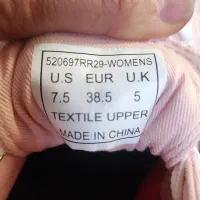 520697RR29-WOMENS
U.S EUR U.K
7.5 38.5 5
TEXTILE UPPER
MADE IN CHINA